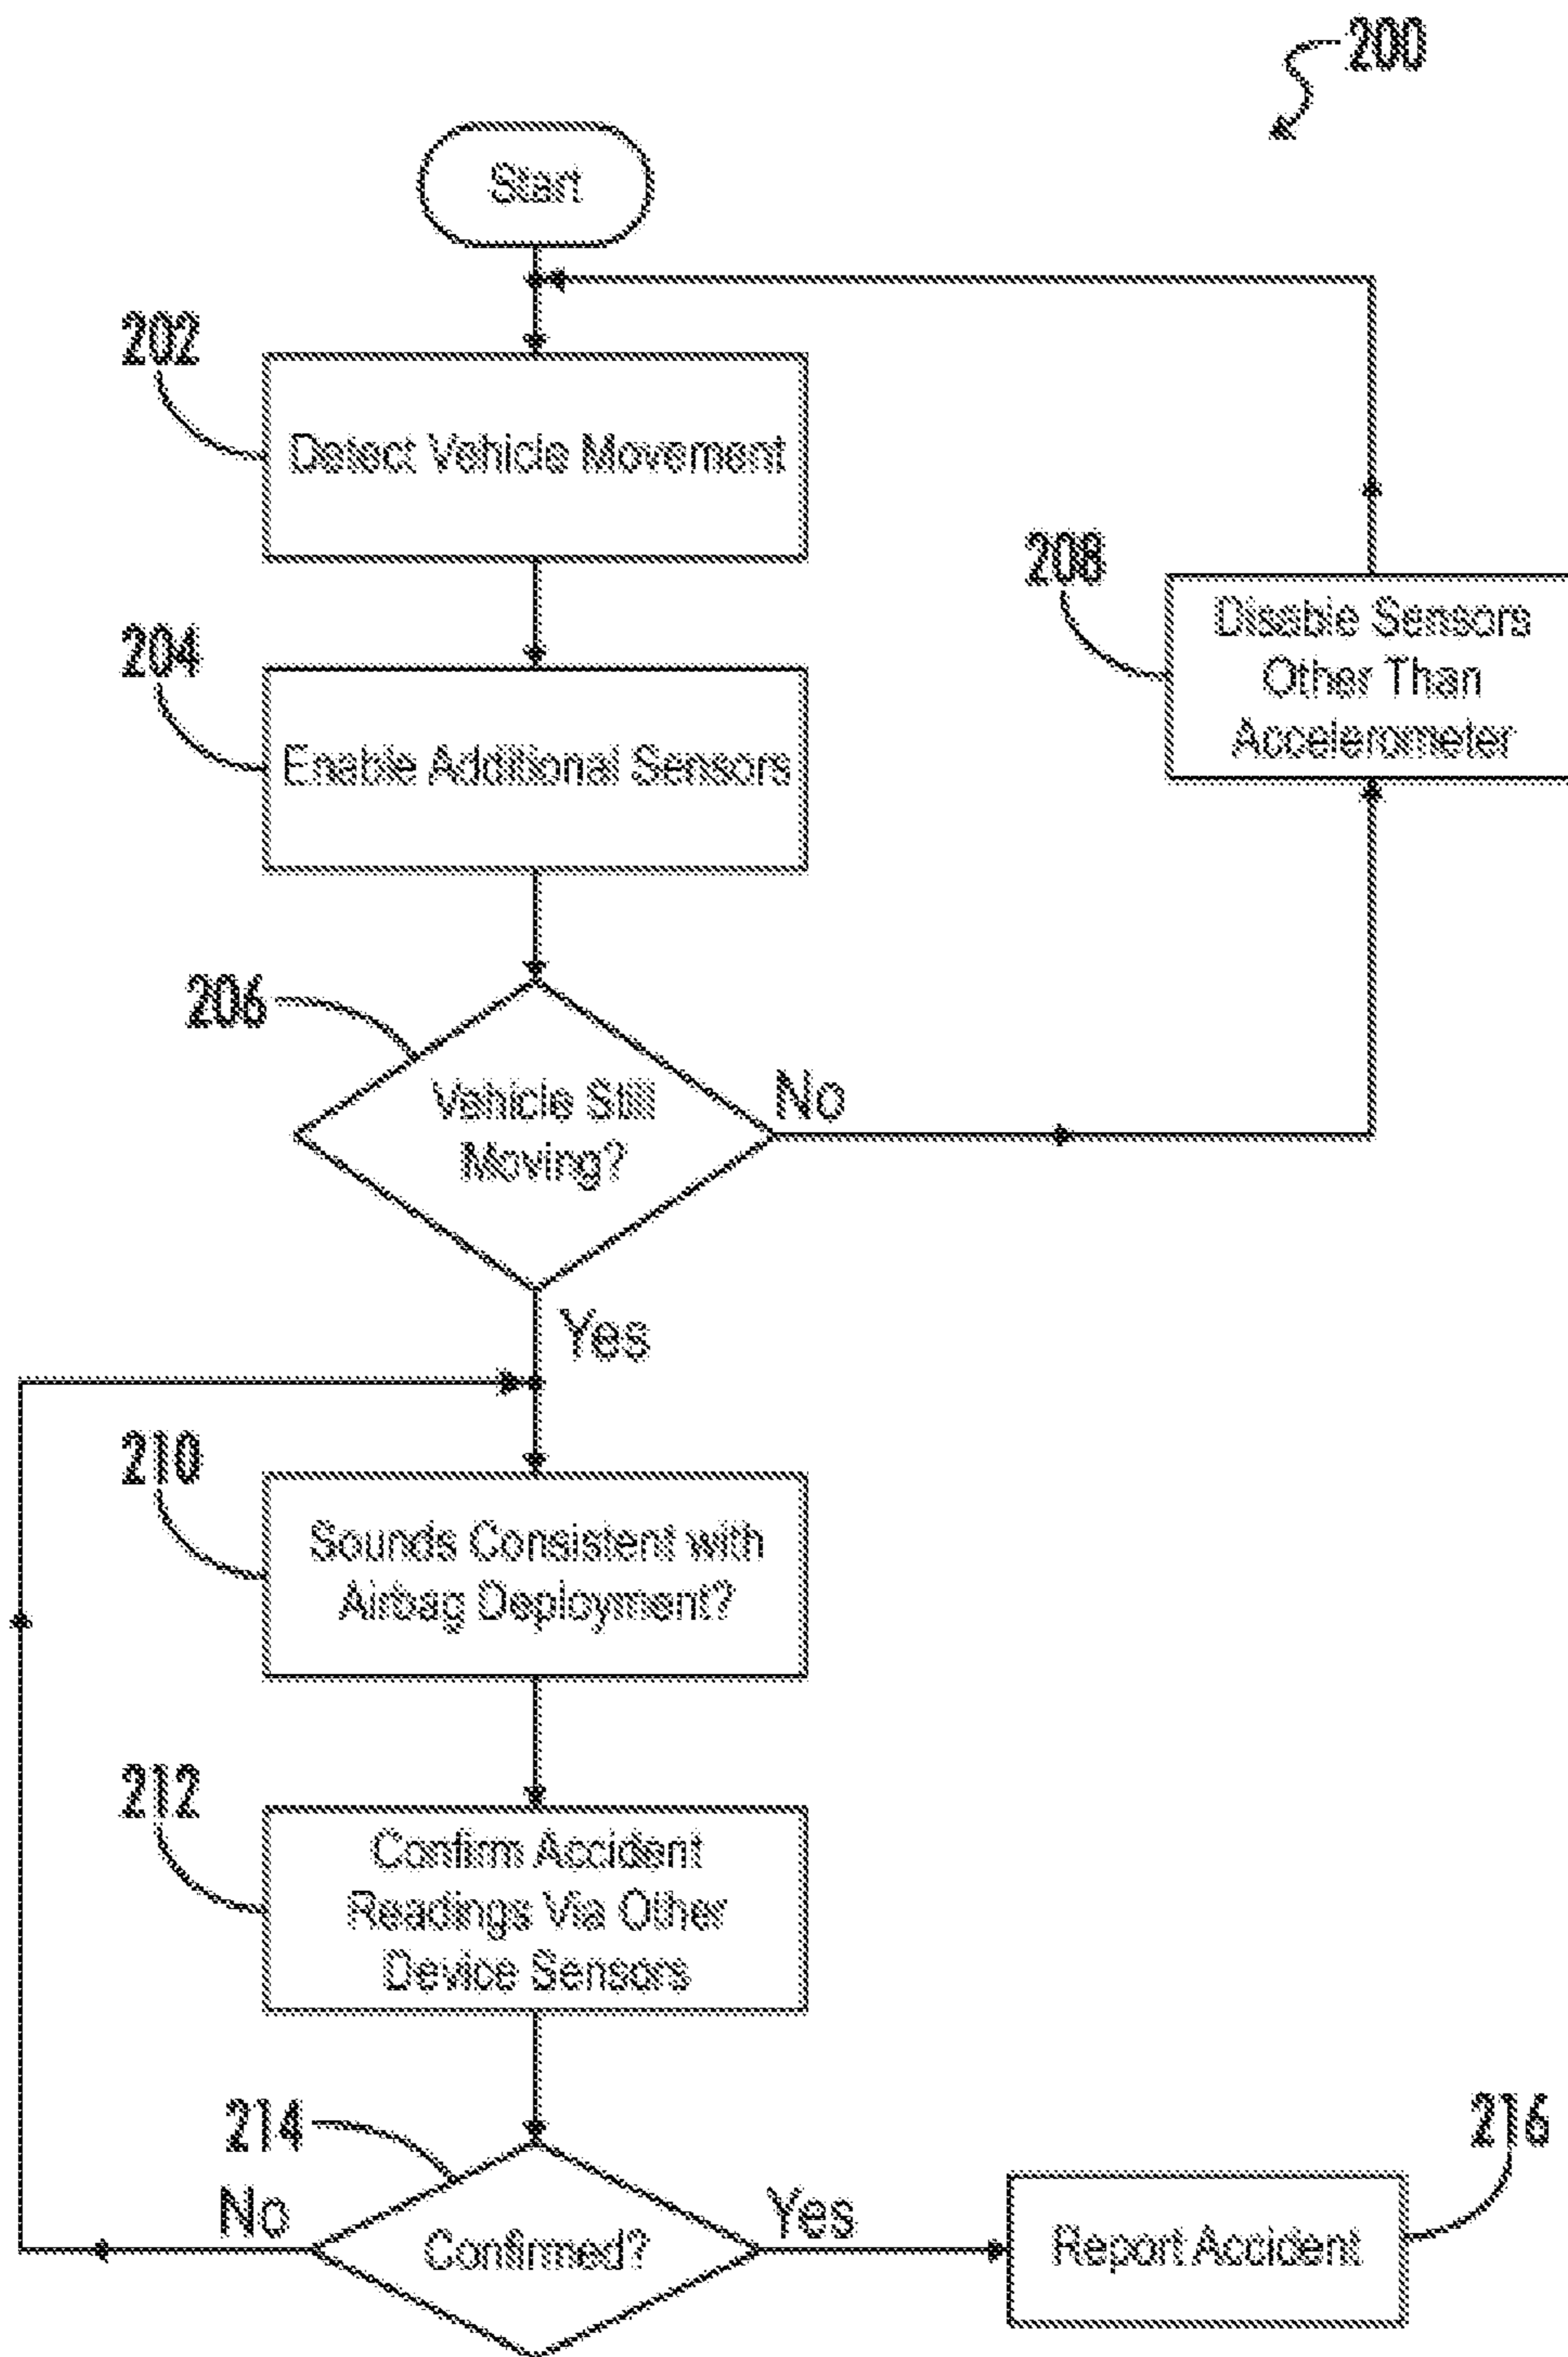 200
Start
202
Detect Vehicle Movement
208
Disable Sensors
Other Than
Accelerometer
204
Enable Additional Sensors
206
Vehicle Still
Moving?
No
Yes
210
Sounds Consistent with
Airbag Deployment?
212
Confirm Accident
Readings Via Other
Device Sensors
214
No
Confirmed?
Yes
216
Report Accident